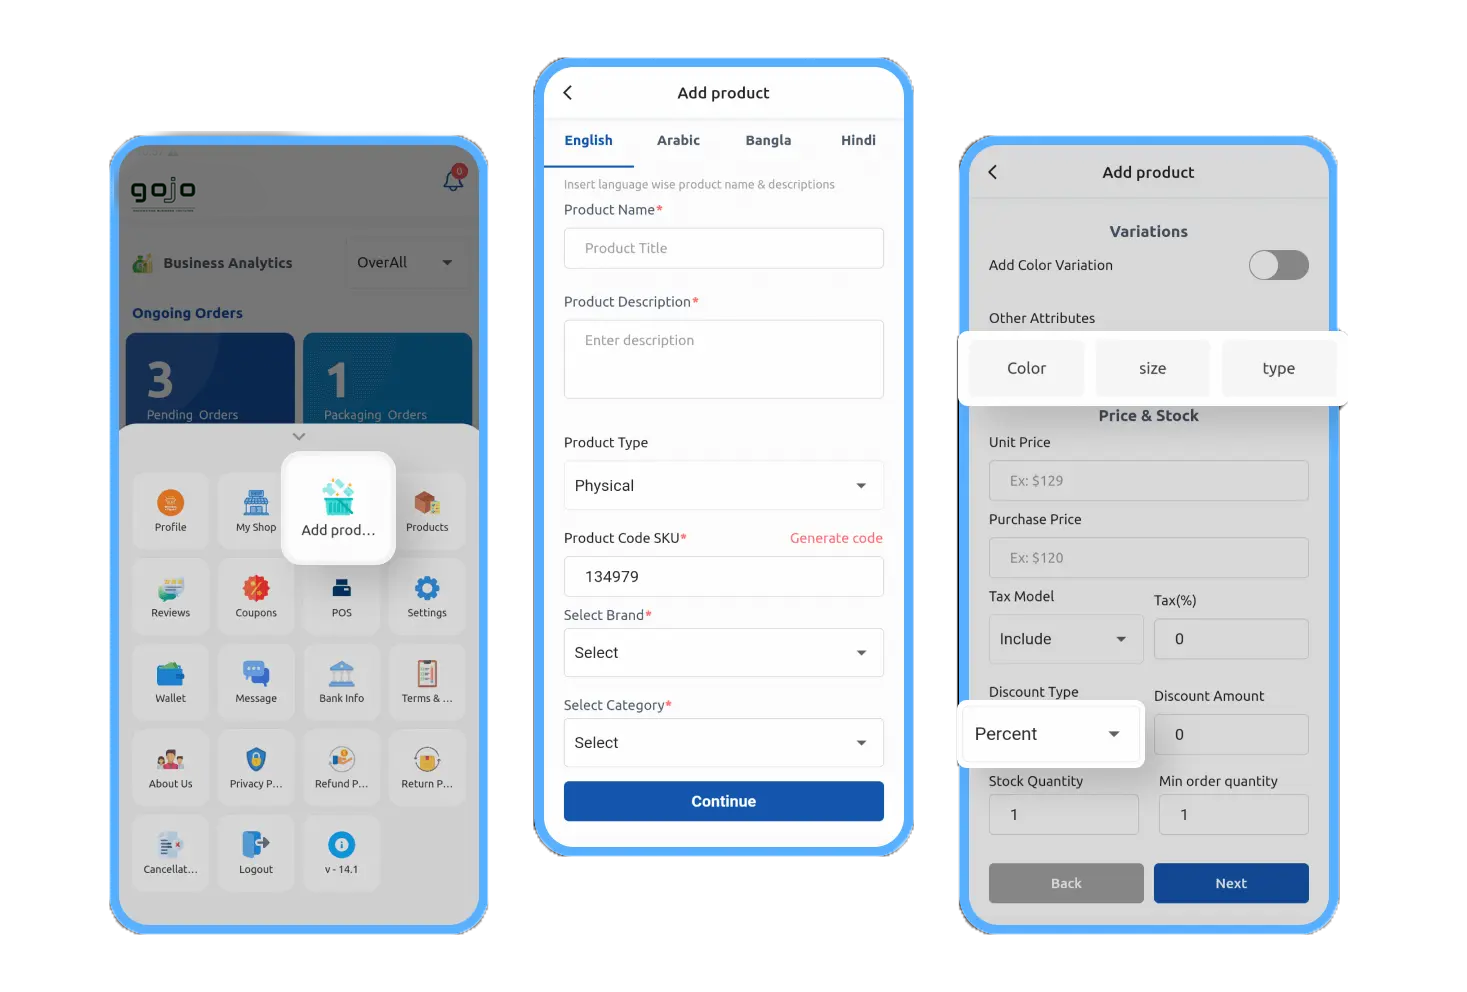 gojo
0
Business Analytics
OverAll
Ongoing Orders
3
Pending Orders
1
Packaging Orders
Profile
My Shop
Add prod...
Products
Reviews
Coupons
POS
Settings
Wallet
Message
Bank Info
Terms & ...
About Us
Privacy P...
Refund P...
Return P...
Cancellat...
Logout
v - 14.1
Add product
English
Arabic
Bangla
Hindi
Insert language wise product name & descriptions
Product Name*
Product Title
Product Description*
Enter description
Product Type
Physical
Product Code SKU*
Generate code
134979
Select Brand*
Select
Select Category*
Select
Continue
Add product
Variations
Add Color Variation
Other Attributes
Color
size
type
Price & Stock
Unit Price
Ex: $129
Purchase Price
Ex: $120
Tax Model
Tax(%)
Include
0
Discount Type
Discount Amount
Percent
0
Stock Quantity
Min order quantity
1
1
Back
Next